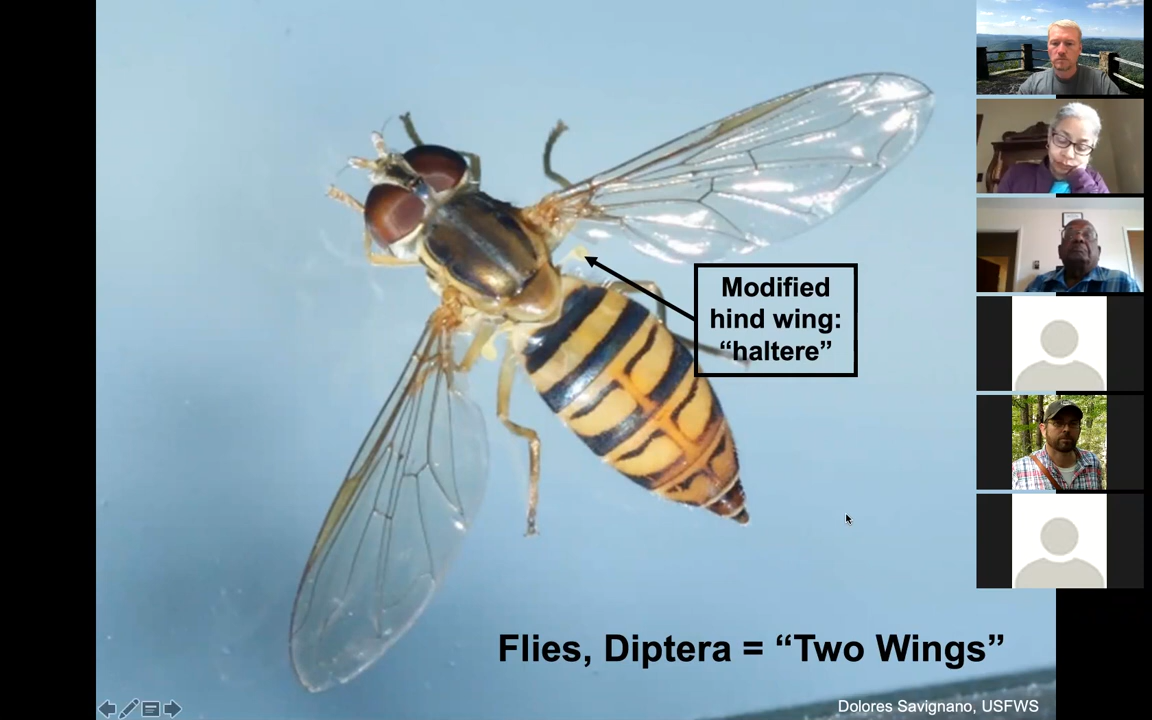 Modified
hind wing:
“haltere”
Flies, Diptera = “Two Wings”
Dolores Savignano, USFWS